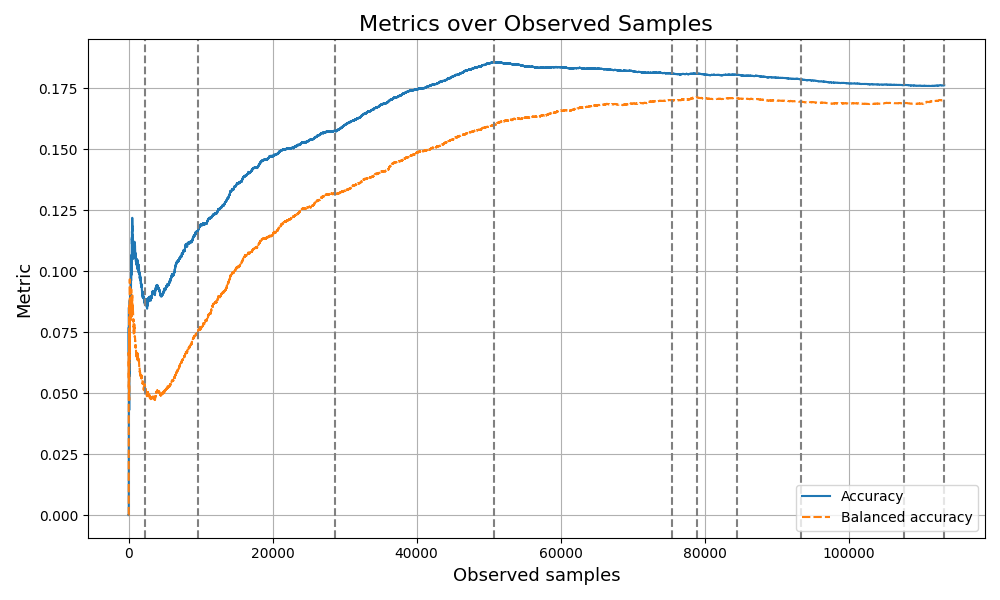 Metrics over Observed Samples
Metric
0.175
0.150
0.125
0.100
0.075
0.050
0.025
0.000
0
20000
40000
60000
80000
100000
Observed samples
Accuracy
Balanced accuracy